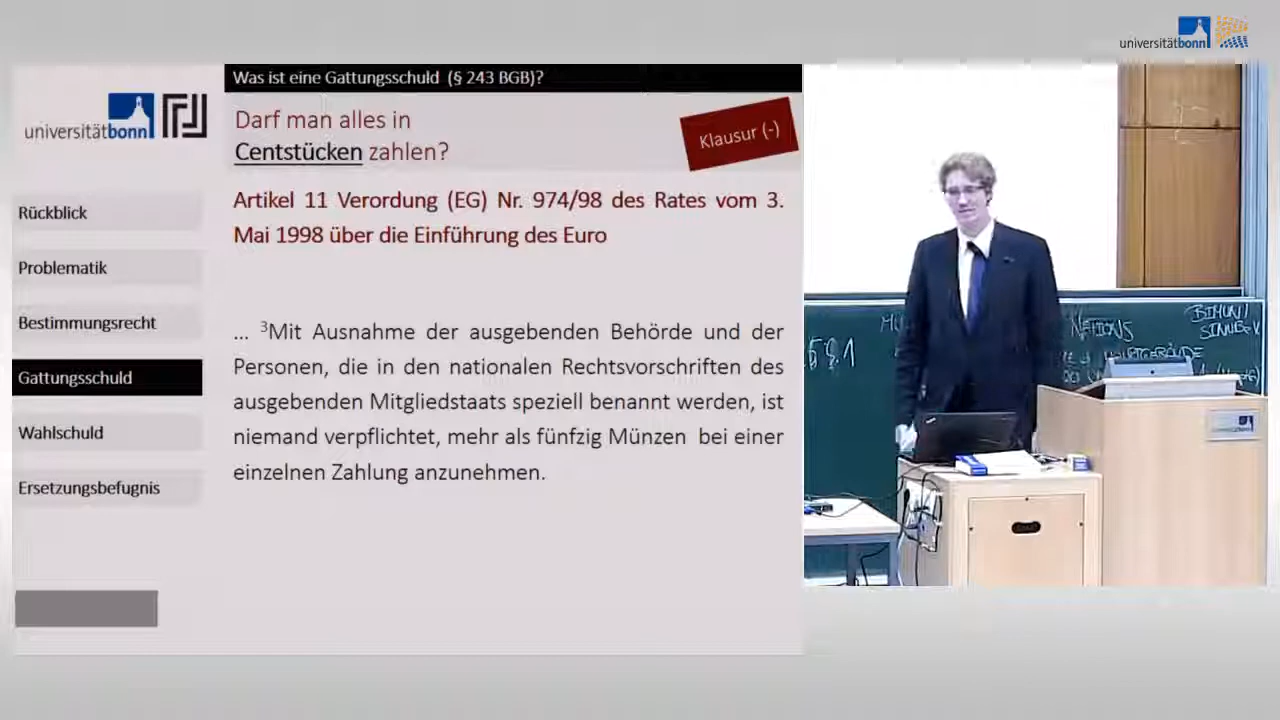 universitätbonn
Was ist eine Gattungsschuld (§ 243 BGB)?
universitätbonn
Darf man alles in
Centstücken zahlen?
Klausur (-)
Artikel 11 Verordung (EG) Nr. 974/98 des Rates vom 3.
Mai 1998 über die Einführung des Euro
Rückblick
Problematik
Bestimmungsrecht
Gattungsschuld
Wahlschuld
Ersetzungsbefugnis
... ³Mit Ausnahme der ausgebenden Behörde und der
Personen, die in den nationalen Rechtsvorschriften des
ausgebenden Mitgliedstaats speziell benannt werden, ist
niemand verpflichtet, mehr als fünfzig Münzen bei einer
einzelnen Zahlung anzunehmen.
NATIONS
HAUPTGEBÄUDE